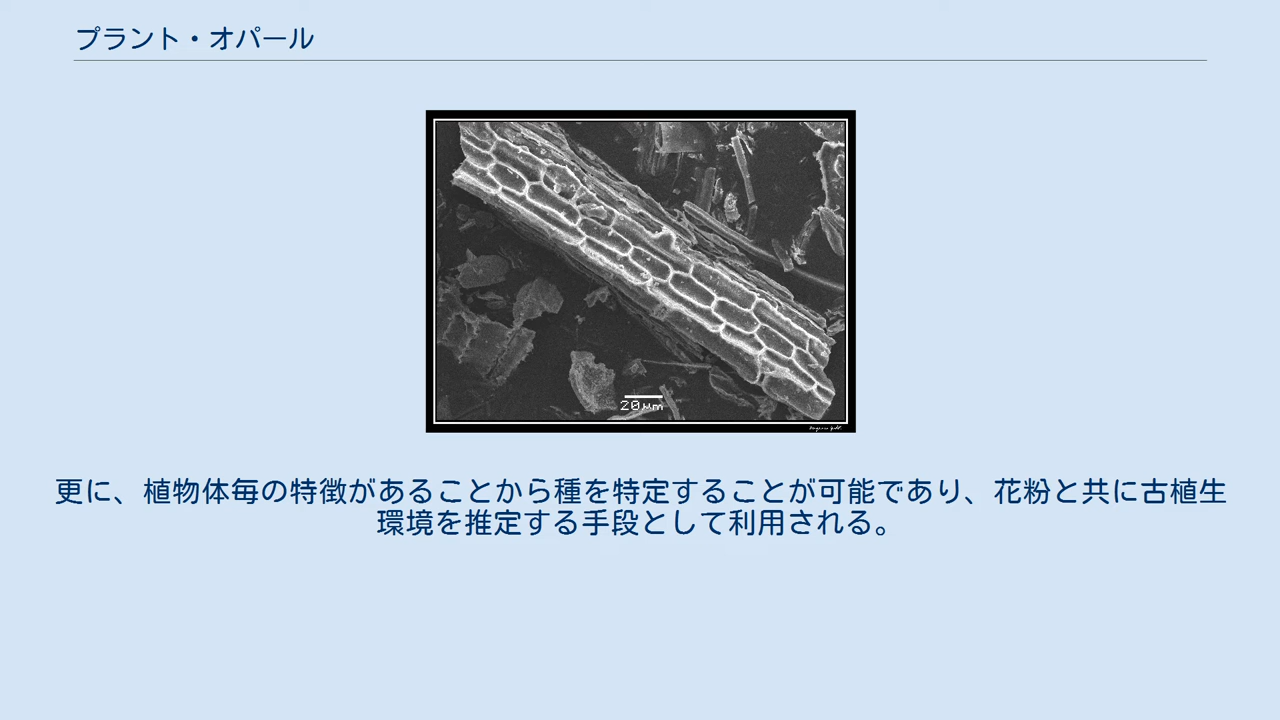 プラント・オパール
20μm
更に、植物体毎の特徴があることから種を特定することが可能であり、花粉と共に古植生
環境を推定する手段として利用される。